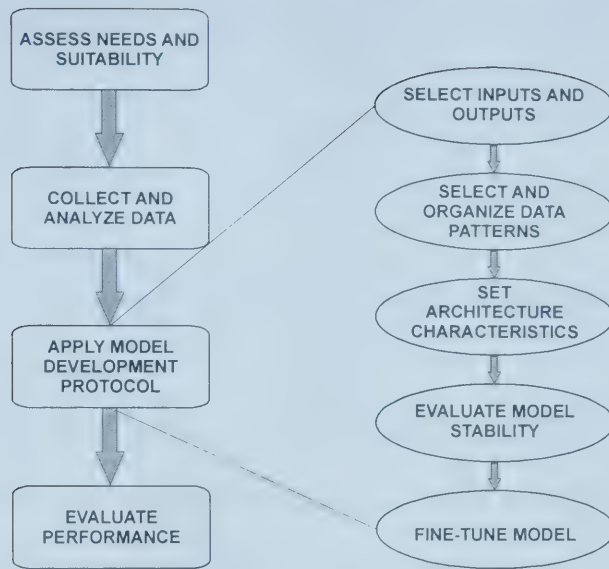 ASSESS NEEDS AND
SUITABILITY
COLLECT AND
ANALYZE DATA
APPLY MODEL
DEVELOPMENT
PROTOCOL
EVALUATE
PERFORMANCE
SELECT INPUTS AND
OUTPUTS
SELECT AND
ORGANIZE DATA
PATTERNS
SET
ARCHITECTURE
CHARACTERISTICS
EVALUATE MODEL
STABILITY
FINE-TUNE MODEL